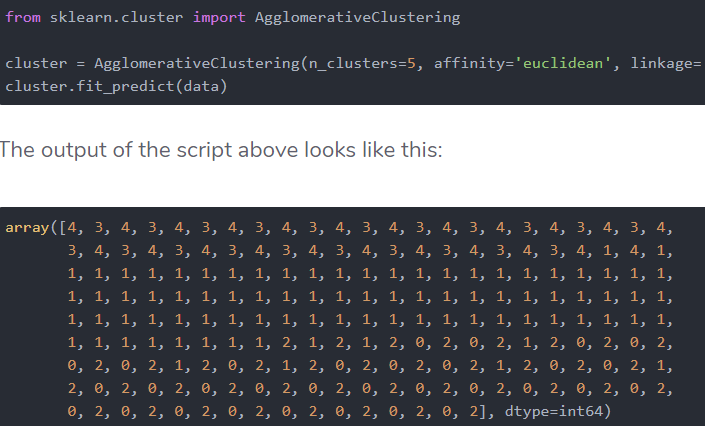 from sklearn.cluster import AgglomerativeClustering
cluster = AgglomerativeClustering(n_clusters=5, affinity='euclidean', linkage=
cluster.fit_predict(data)
The output of the script above looks like this:
array([4, 3, 4, 3, 4, 3, 4, 3, 4, 3, 4, 3, 4, 3, 4, 3, 4, 3, 4, 3, 4, 3, 4,
3, 4, 3, 4, 3, 4, 3, 4, 3, 4, 3, 4, 3, 4, 3, 4, 3, 4, 1, 4, 1,
1, 1, 1, 1, 1, 1, 1, 1, 1, 1, 1, 1, 1, 1, 1, 1, 1, 1, 1, 1, 1, 1, 1,
1, 1, 1, 1, 1, 1, 1, 1, 1, 1, 1, 1, 1, 1, 1, 1, 1, 1, 1, 1, 1, 1, 1,
1, 1, 1, 1, 1, 1, 1, 1, 1, 1, 1, 1, 1, 1, 1, 1, 1, 1, 1, 1, 1, 1, 1,
1, 1, 1, 1, 1, 1, 1, 1, 2, 1, 2, 1, 2, 0, 2, 0, 2, 1, 2, 0, 2, 0, 2,
0, 2, 0, 2, 1, 2, 0, 2, 1, 2, 0, 2, 0, 2, 0, 2, 1, 2, 0, 2, 0, 2, 1,
2, 0, 2, 0, 2, 0, 2, 0, 2, 0, 2, 0, 2, 0, 2, 0, 2, 0, 2, 0, 2, 0, 2,
0, 2, 0, 2, 0, 2, 0, 2, 0, 2, 0, 2, 0, 2, 0, 2], dtype=int64)